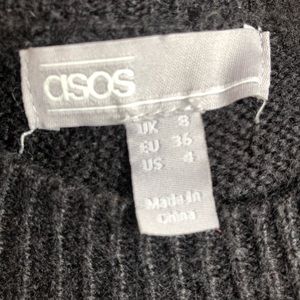 asos
UK 8
EU 36
US 4
Made in
China